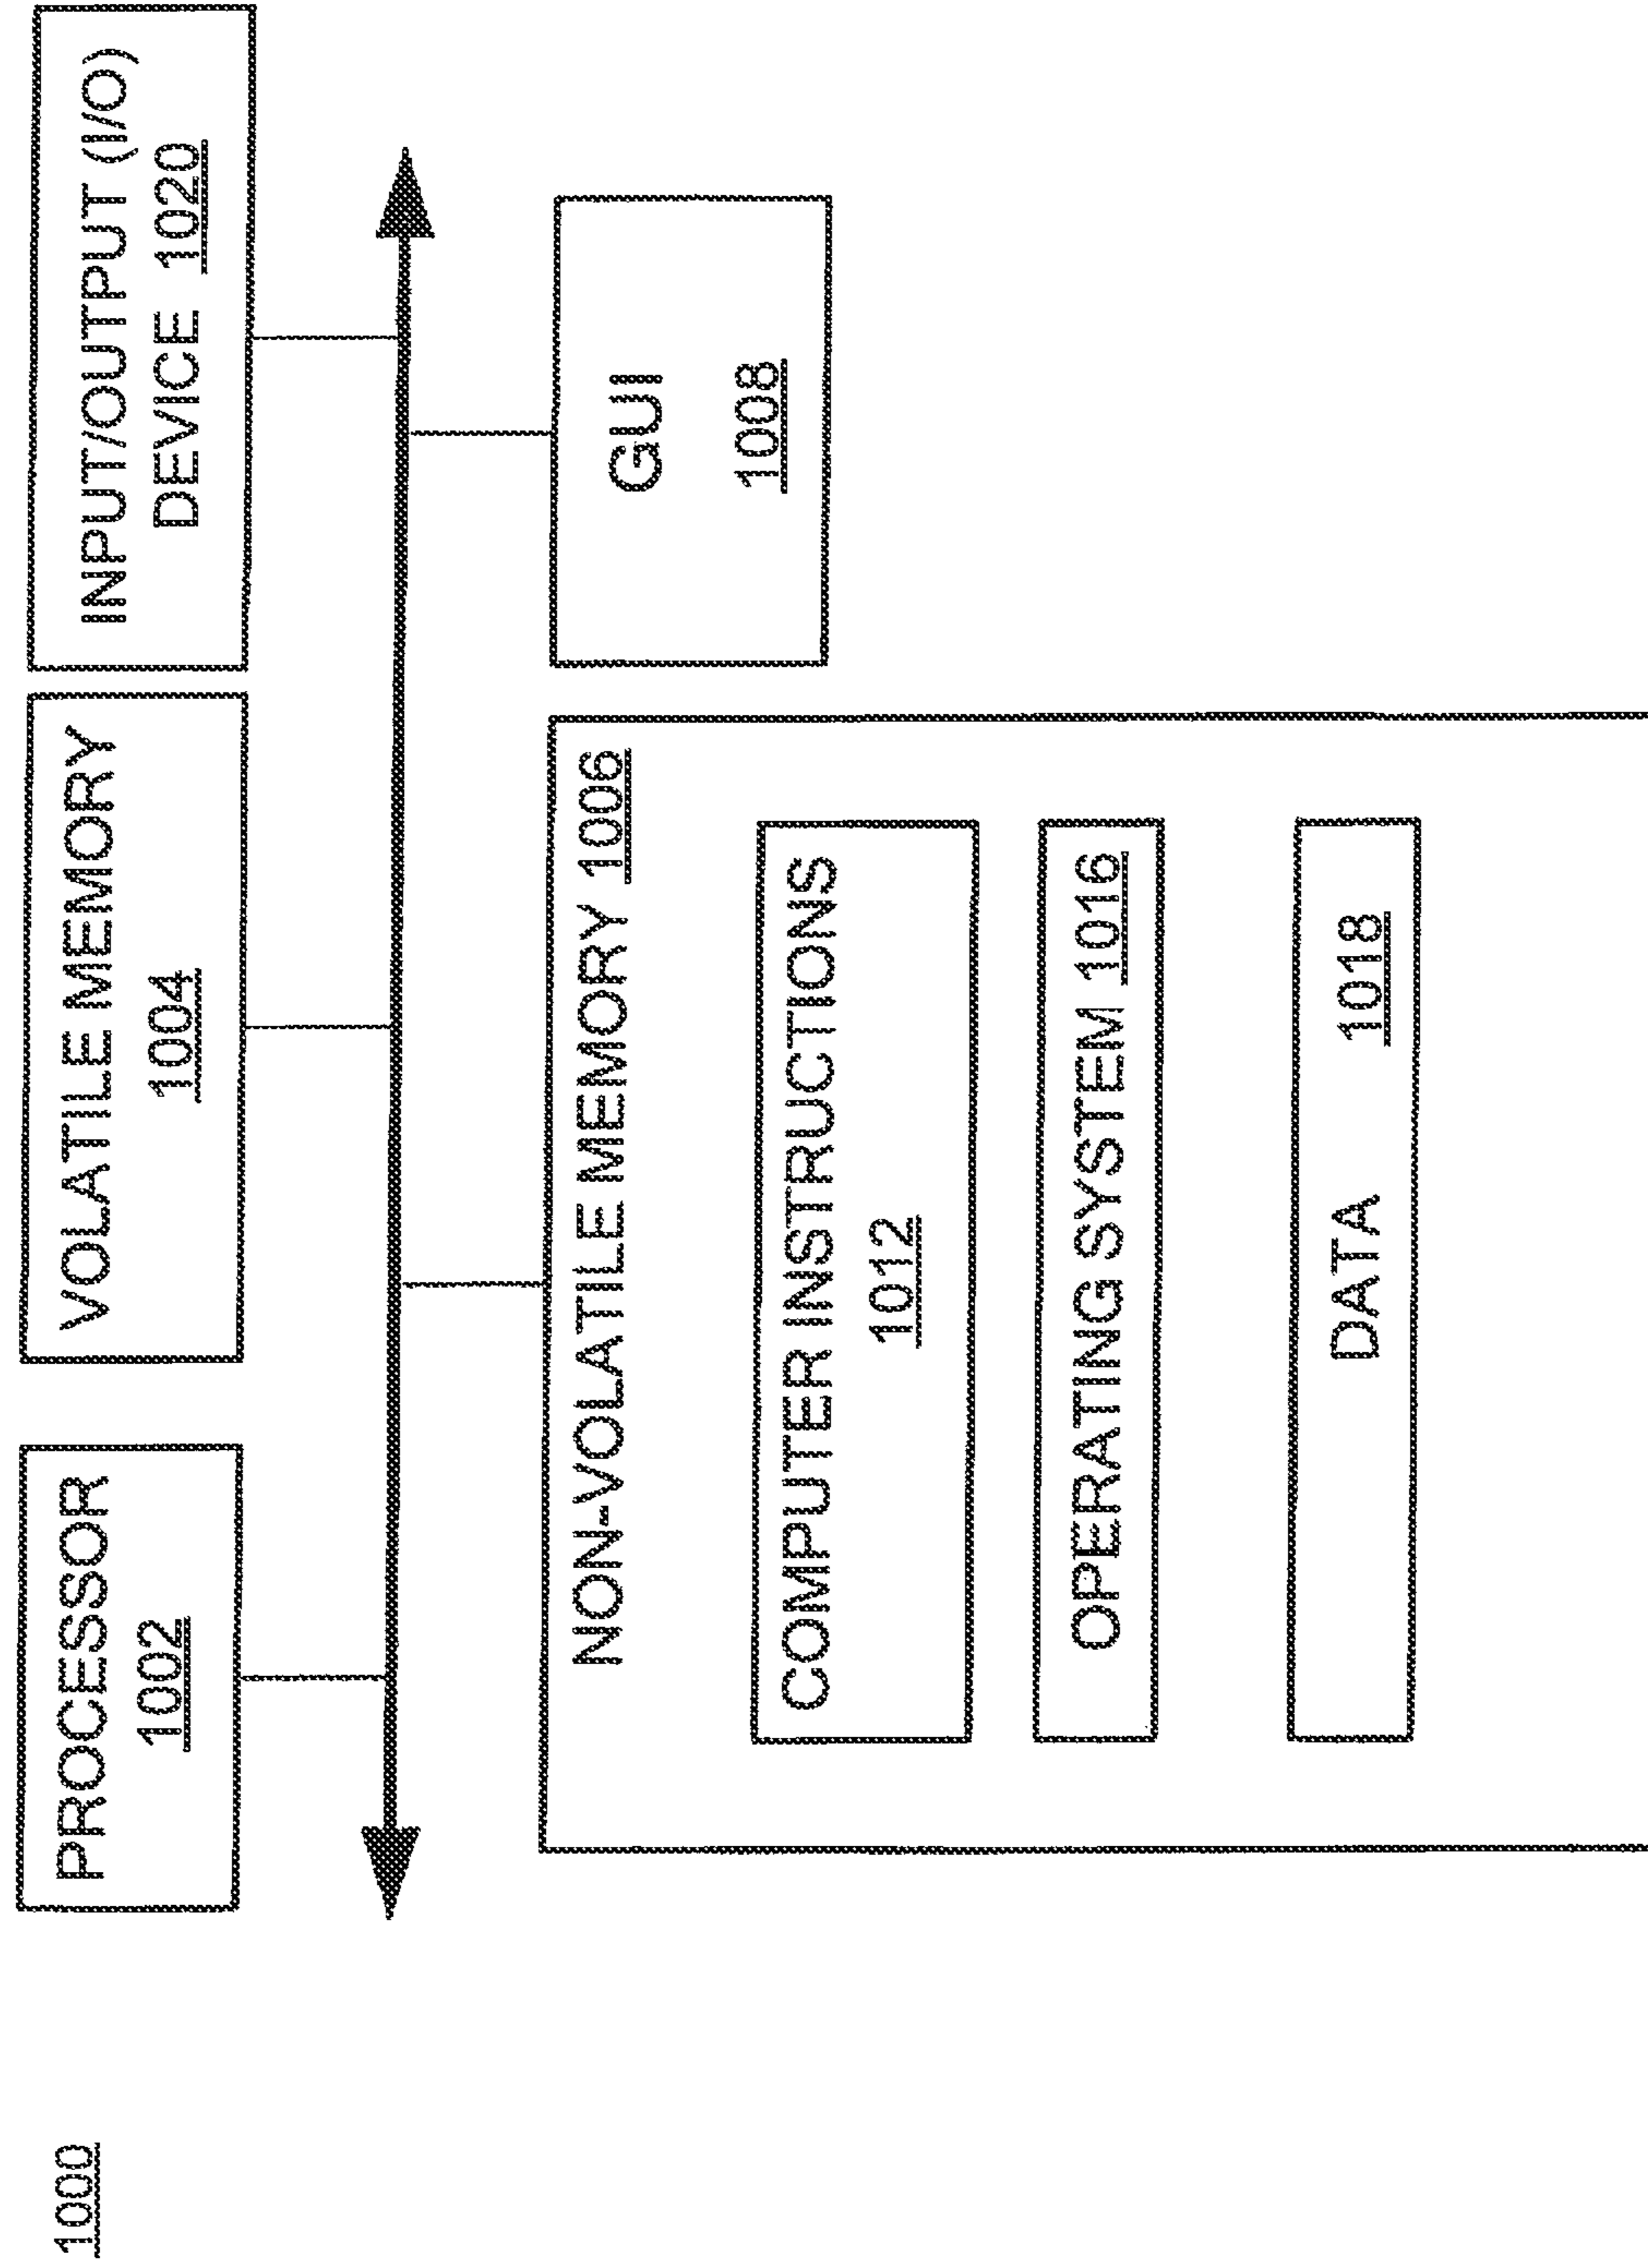 1000
PROCESSOR
1002
VOLATILE MEMORY
1004
INPUT/OUTPUT (I/O)
DEVICE 1020
NON-VOLATILE MEMORY 1006
COMPUTER INSTRUCTIONS
1012
OPERATING SYSTEM 1016
DATA 1018
GUI
1008